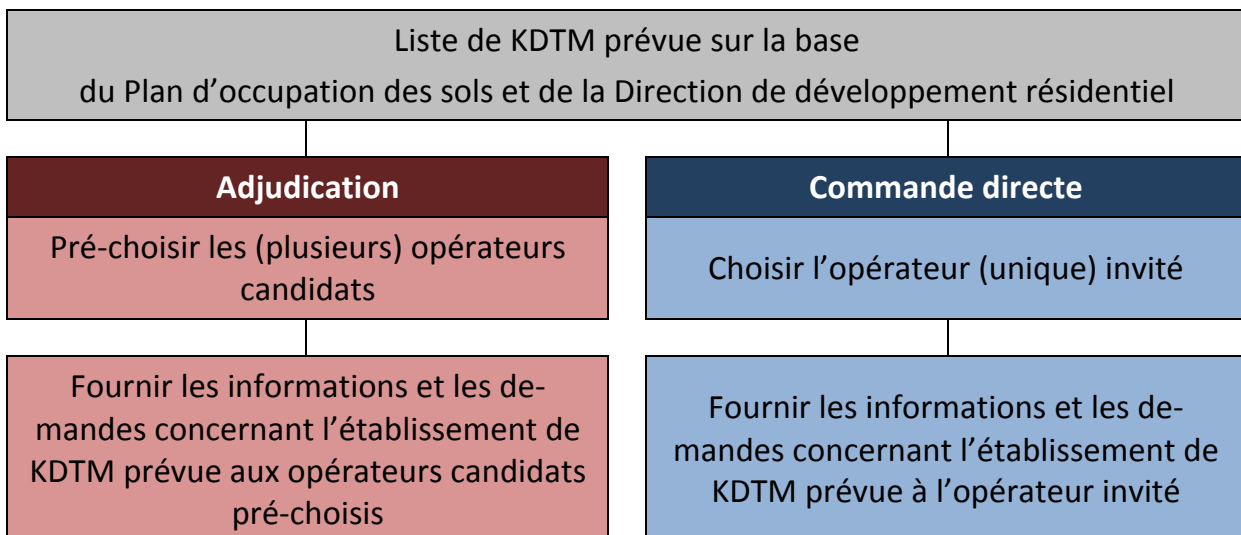 Liste de KDTM prévue sur la base
du Plan d’occupation des sols et de la Direction de développement résidentiel
Adjudication
Pré-choisir les (plusieurs) opérateurs
candidats
Fournir les informations et les de-
mandes concernant l’établissement de
KDTM prévue aux opérateurs candidats
pré-choisis
Commande directe
Choisir l’opérateur (unique) invité
Fournir les informations et les de-
mandes concernant l’établissement de
KDTM prévue à l’opérateur invité